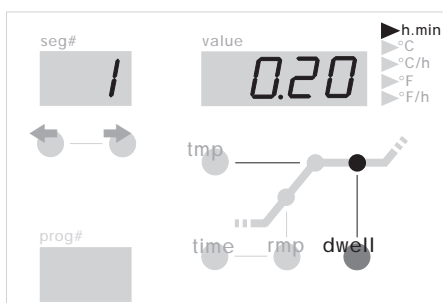 seg#
value
h.min
°C
°C/h
°F
°F/h
1
0.20
tmp
prog#
time
rmp
dwell